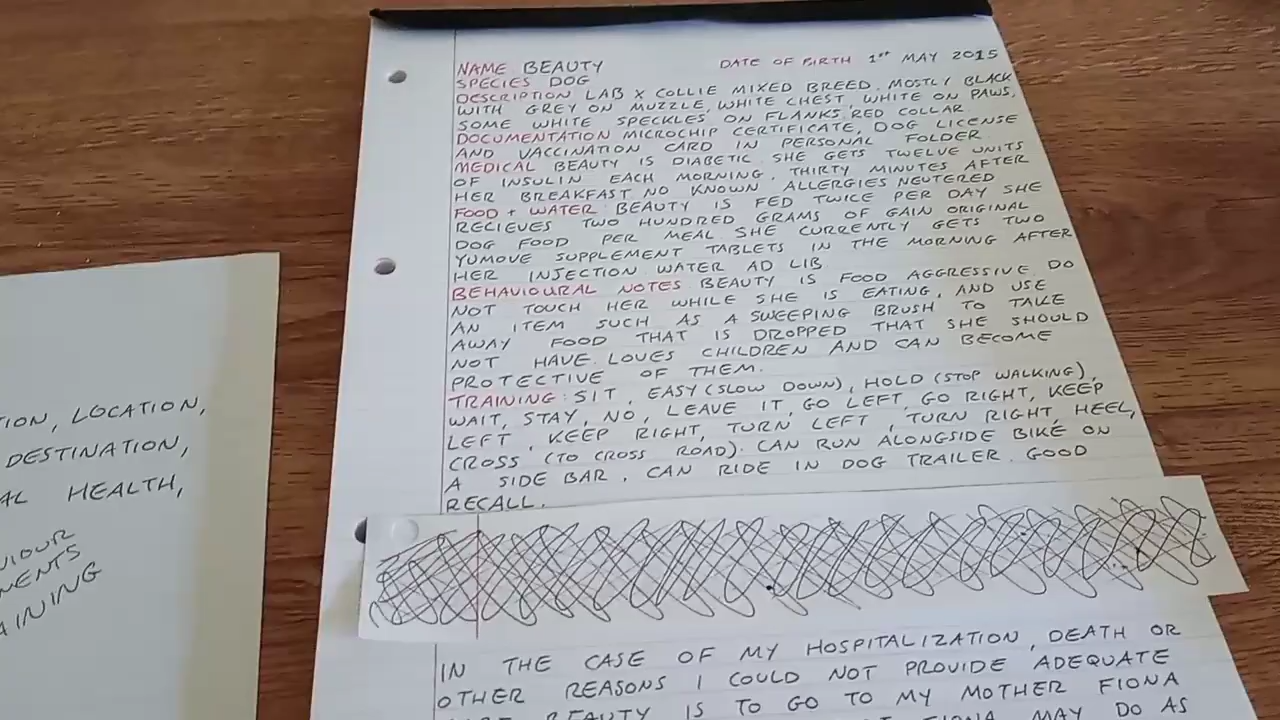 NAME BEAUTY DATE OF BIRTH 1ST MAY 2015
SPECIES DOG
DESCRIPTION LAB X COLLIE MIXED BREED. MOSTLY BLACK
WITH GREY ON MUZZLE, WHITE CHEST, WHITE ON PAWS,
SOME WHITE SPECKLES ON FLANKS, RED COLLAR
DOCUMENTATION MICROCHIP CERTIFICATE, DOG LICENSE
AND VACCINATION CARD IN PERSONAL FOLDER.
MEDICAL BEAUTY IS DIABETIC. SHE GETS TWELVE UNITS
OF INSULIN EACH MORNING, THIRTY MINUTES AFTER
HER BREAKFAST. NO KNOWN ALLERGIES NEUTERED
FOOD + WATER. BEAUTY IS FED TWICE PER DAY SHE
RECIEVES TWO HUNDRED GRAMS OF GAIN ORIGINAL
DOG FOOD PER MEAL. SHE CURRENTLY GETS TWO
YUMOVE SUPPLEMENT TABLETS IN THE MORNING AFTER
HER INJECTION. WATER AD LIB.
BEHAVIOURAL NOTES BEAUTY IS FOOD AGGRESSIVE. DO
NOT TOUCH HER WHILE SHE IS EATING, AND USE
AN ITEM SUCH AS A SWEEPING BRUSH TO TAKE
AWAY FOOD THAT IS DROPPED THAT SHE SHOULD
NOT HAVE. LOVES CHILDREN AND CAN BECOME
PROTECTIVE OF THEM.
TRAINING: SIT, EASY (SLOW DOWN), HOLD (STOP WALKING),
WAIT, STAY, NO, LEAVE IT, GO LEFT, GO RIGHT, KEEP
LEFT, KEEP RIGHT, TURN LEFT, TURN RIGHT, HEEL,
CROSS (TO CROSS ROAD). CAN RUN ALONGSIDE BIKE ON
A SIDE BAR, CAN RIDE IN DOG TRAILER. GOOD
RECALL.
IN THE CASE OF MY HOSPITALIZATION, DEATH OR
OTHER REASONS I COULD NOT PROVIDE ADEQUATE
BEAUTY IS TO GO TO MY MOTHER FIONA
FIONA MAY DO AS
ION, LOCATION,
DESTINATION,
AL HEALTH,
VIOUR
MENTS
AINING